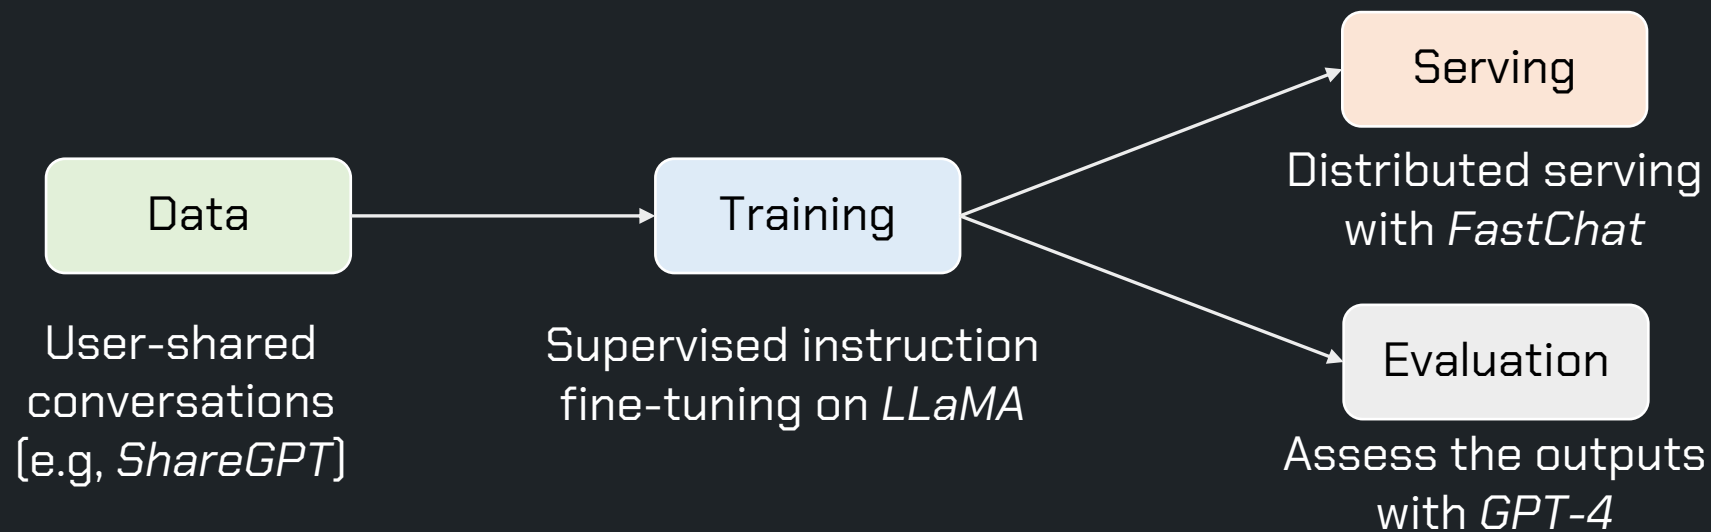 Data
User-shared
conversations
(e.g, ShareGPT)
Training
Supervised instruction
fine-tuning on LLaMA
Serving
Distributed serving
with FastChat
Evaluation
Assess the outputs
with GPT-4